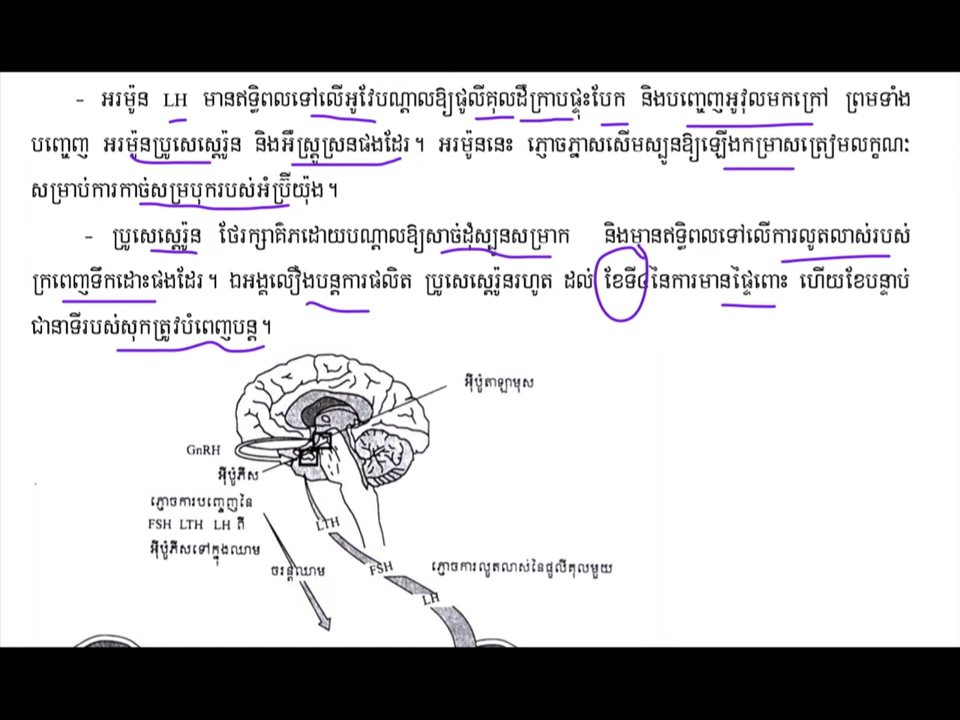 - អរម៉ូន LH មានឥទ្ធិពលទៅលើអូវែបណ្តាលឱ្យផូលីគុលដឺក្រាបផ្ទុះបែក និងបញ្ចេញអូវុលមកក្រៅ ព្រមទាំង
បញ្ចេញ អរម៉ូនប្រូសេស្តេរ៉ូន និងអឺស្ត្រូស្រនផងដែរ។ អរម៉ូននេះ ភ្ញោចភ្នាសសើមស្បូនឱ្យឡើងកម្រាសត្រៀមលក្ខណៈ
សម្រាប់ការកាច់សម្របុករបស់អំប្រ៊ីយ៉ុង។
- ប្រូសេស្តេរ៉ូន ថែរក្សាគិភដោយបណ្តាលឱ្យសាច់ដុំស្បូនសម្រាក និងមានឥទ្ធិពលទៅលើការលូតលាស់របស់
ក្រពេញទឹកដោះផងដែរ។ ឯអង្គលឿងបន្តការផលិត ប្រូសេស្តេរ៉ូនរហូត ដល់ ខែទី៤នៃការមានផ្ទៃពោះ ហើយខែបន្ទាប់
ជានាទីរបស់សុកត្រូវបំពេញបន្ត។
អ៊ីប៉ូតាឡាមុស
GnRH
អ៊ីប៉ូភីស
ភ្ញោចការបញ្ចេញនៃ
FSH LTH LH ពី
អ៊ីប៉ូភីសទៅក្នុងឈាម
LTH
ចរន្តឈាម
FSH
ភ្ញោចការលូតលាស់នៃផូលីគុលមួយ
LH